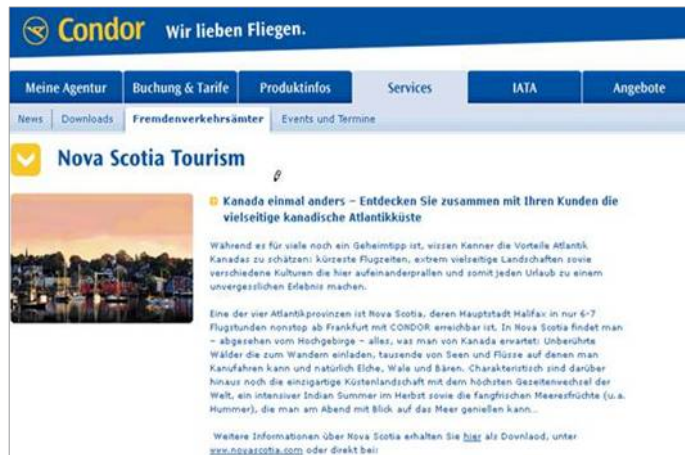 Condor Wir lieben Fliegen.
Meine Agentur Buchung & Tarife Produktinfos Services IATA Angebote
News Downloads Fremdenverkehrsämter Events und Termine
Nova Scotia Tourism
Kanada einmal anders – Entdecken Sie zusammen mit Ihren Kunden die
vielseitige kanadische Atlantikküste
Während es für viele noch ein Geheimtipp ist, wissen Kenner die Vorteile Atlantik
Kanadas zu schätzen: kürzeste Flugzeiten, extrem vielseitige Landschaften sowie
verschiedene Kulturen die hier aufeinanderprallen und somit jeden Urlaub zu einem
unvergesslichen Erlebnis machen.
Eine der vier Atlantikprovinzen ist Nova Scotia, deren Hauptstadt Halifax in nur 6-7
Flugstunden nonstop ab Frankfurt mit CONDOR erreichbar ist. In Nova Scotia findet man
– abgesehen vom Hochgebirge – alles, was man von Kanada erwartet: Unberührte
Wälder die zum Wandern einladen, tausende von Seen und Flüsse auf denen man
Kanufahren kann und natürlich Elche, Wale und Bären. Charakteristisch sind darüber
hinaus noch die einzigartige Küstenlandschaft mit dem höchsten Gezeitenwechsel der
Welt, ein intensiver Indian Summer im Herbst sowie die fangfrischen Meeresfrüchte (u.a.
Hummer), die man am Abend mit Blick auf das Meer genießen kann...
Weitere Informationen über Nova Scotia erhalten Sie hier als Downlaod, unter
www.novascotia.com oder direkt bei: